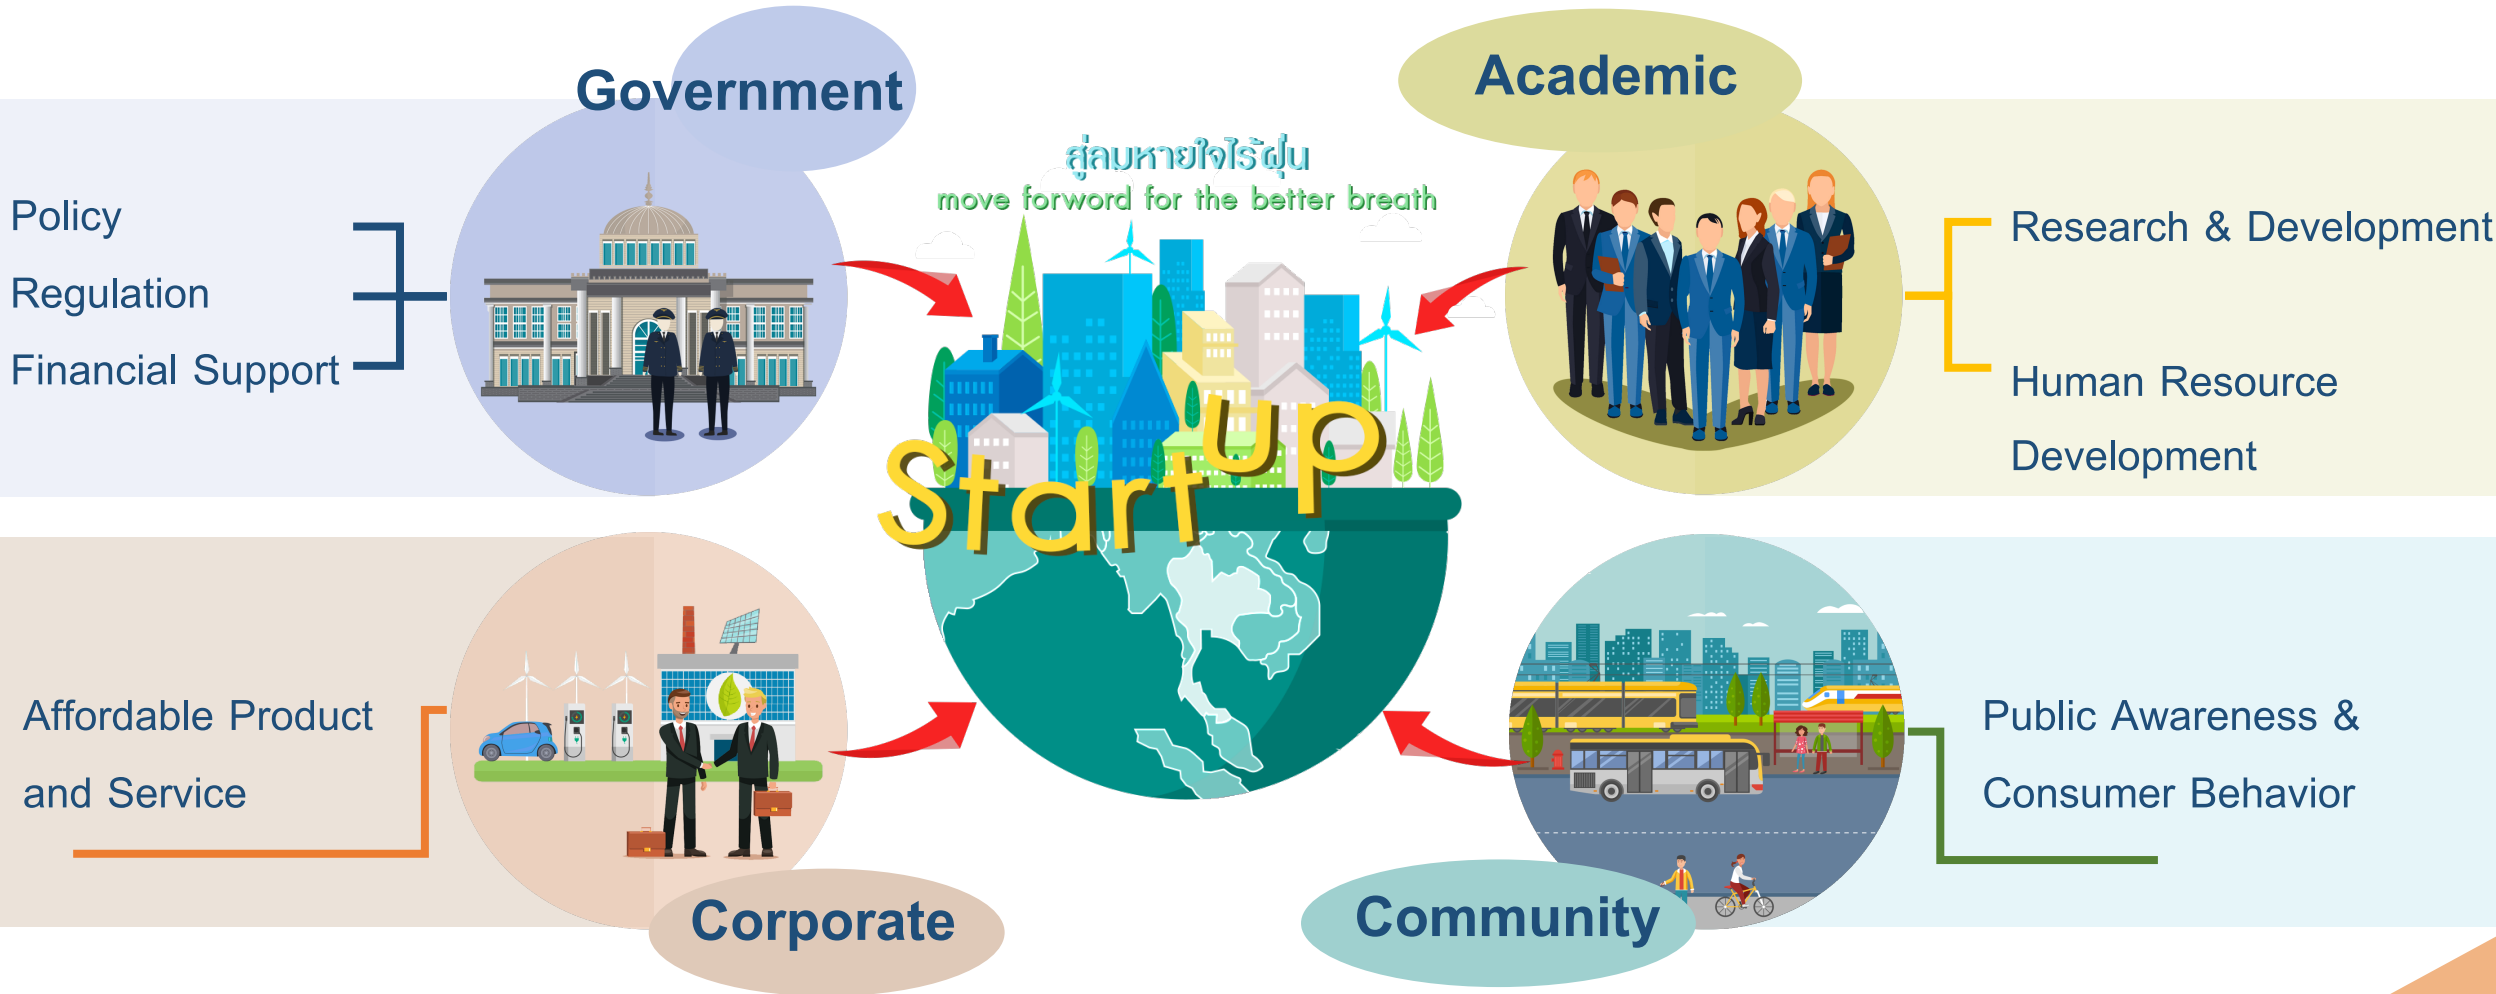 Government
Policy
Regulation
Financial Support
Academic
Research & Development
Human Resource
Development
สู่ลมหายใจไร้ฝุ่น
move forword for the better breath
Start up
Affordable Product
and Service
Corporate
Public Awareness &
Consumer Behavior
Community